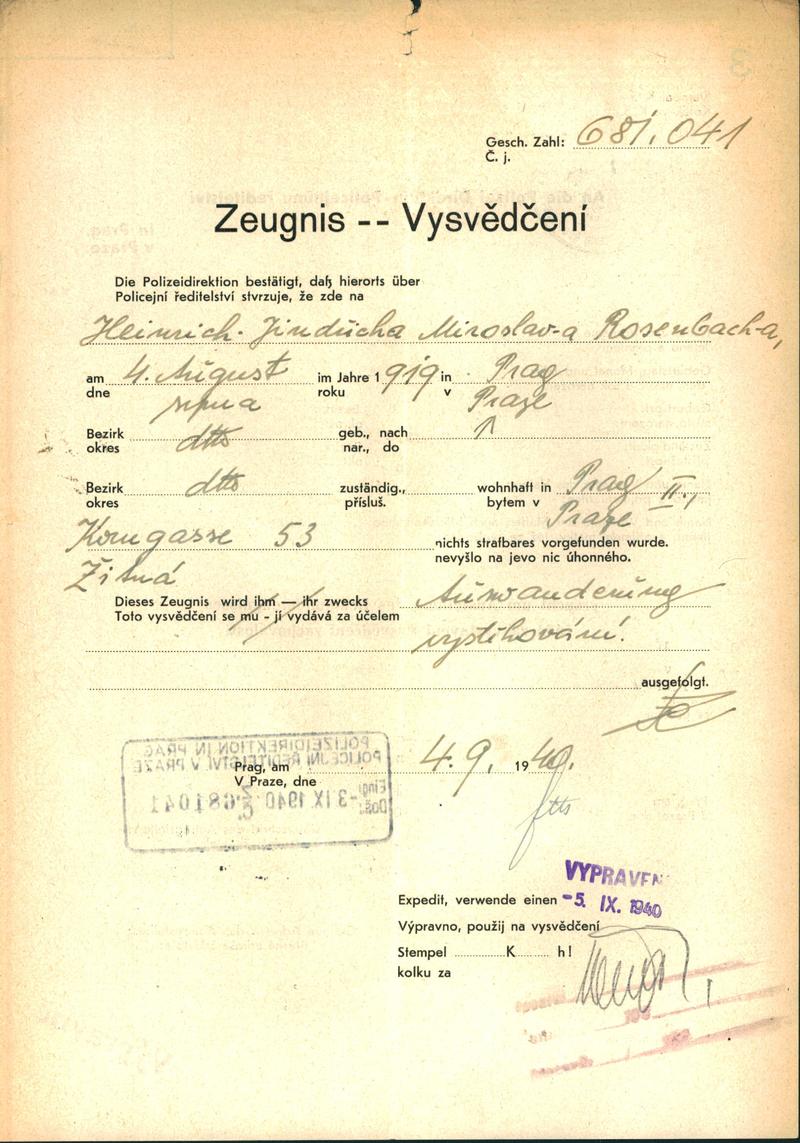 Gesch. Zahl: 681.041
Č. j.
Zeugnis -- Vysvědčení
Die Polizeidirektion bestätigt, daß hierorts über
Policejní ředitelství stvrzuje, že zde na
Heinrich-Jindřicha Miroslav-a Rosenbach-a,
am 4. August im Jahre 1919 in Prag
dne srpna roku v Praze
Bezirk dtto geb., nach
okres nar., do
Bezirk dtto zuständig., wohnhaft in Prag II.,
okres přísluš. bytem v Praze
Korngasse 53 nichts strafbares vorgefunden wurde.
Žitná nevyšlo na jevo nic úhonného.
Dieses Zeugnis wird ihm — ihr zwecks Auswanderung
Toto vysvědčení se mu - jí vydává za účelem vystěhování.
ausgefolgt.
POLIZEIDIREKTION IN PRAG
POLICEJNÍ ŘEDITELSTVÍ V PRAZE
Prag, am 4.9. 1940.
V Praze, dne
Eing.:
Doš.: -3 IX 1940 Z. Č. 681041
VYPRAVEN
Expedit, verwende einen -5. IX. 1940
Výpravno, použij na vysvědčení
Stempel K h!
kolku za